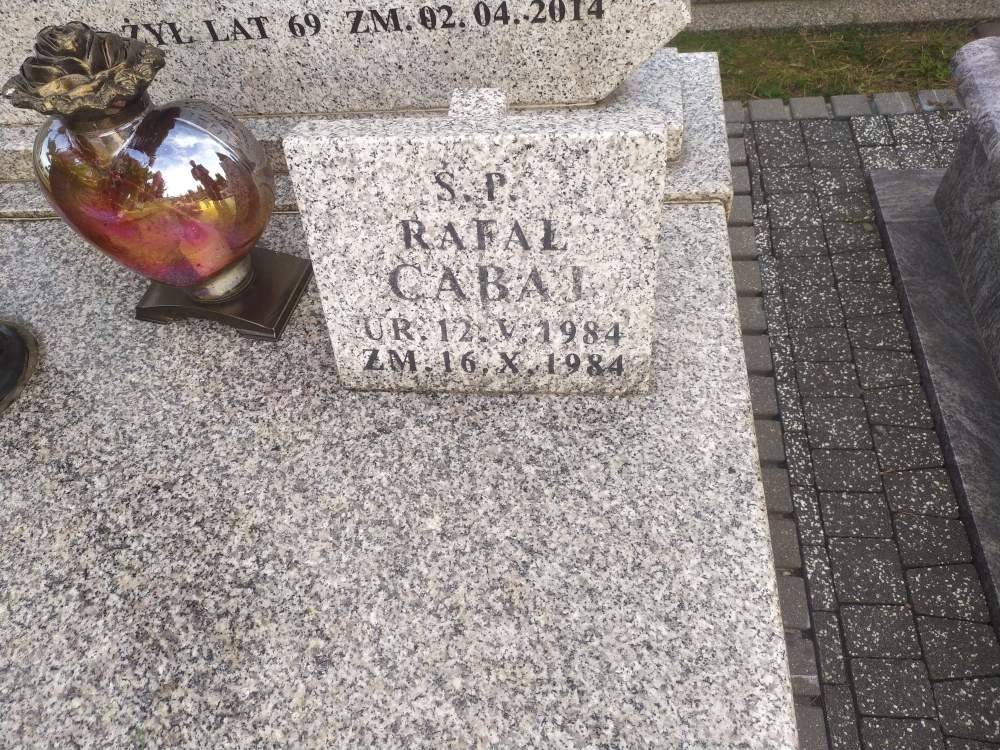 ŻYŁ LAT 69 ZM. 02.04.2014
Ś.P.
RAFAŁ
CABAJ
UR. 12.V.1984
ZM. 16.X.1984